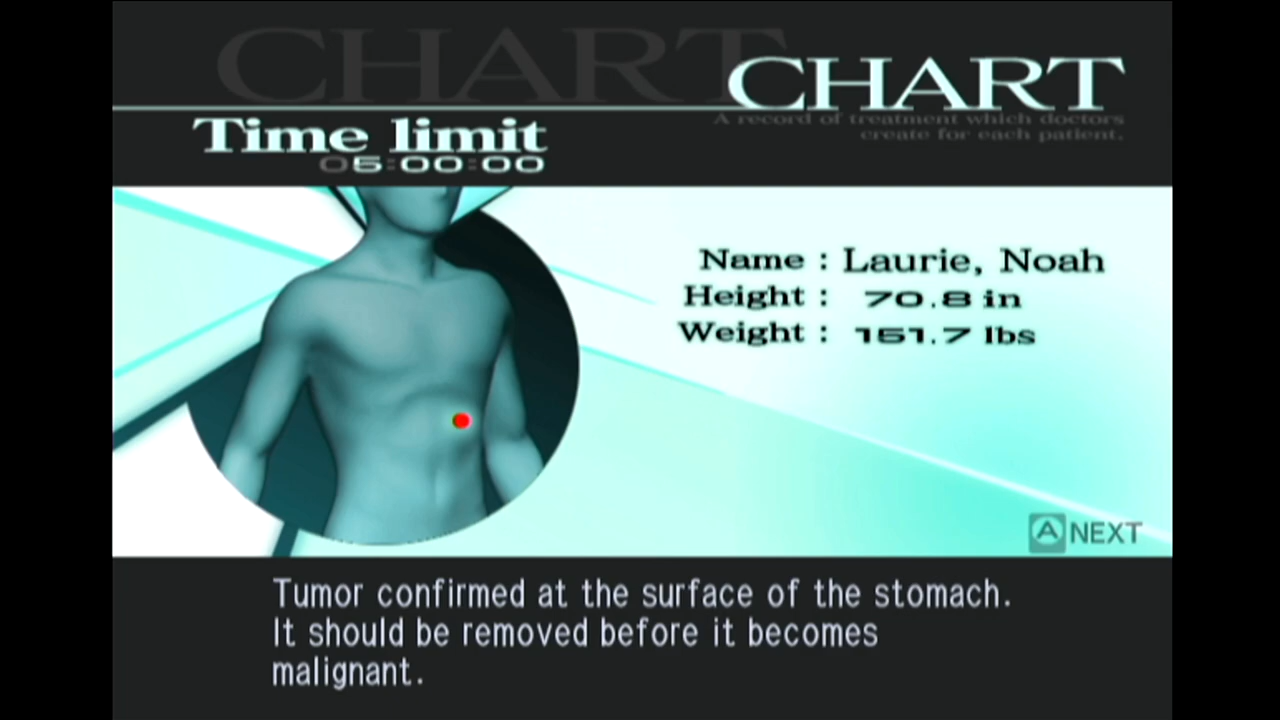 CHART
CHART
A record of treatment which doctors
create for each patient.
Time limit
05:00:00
Name : Laurie, Noah
Height : 70.8 in
Weight : 151.7 lbs
A NEXT
Tumor confirmed at the surface of the stomach.
It should be removed before it becomes
malignant.